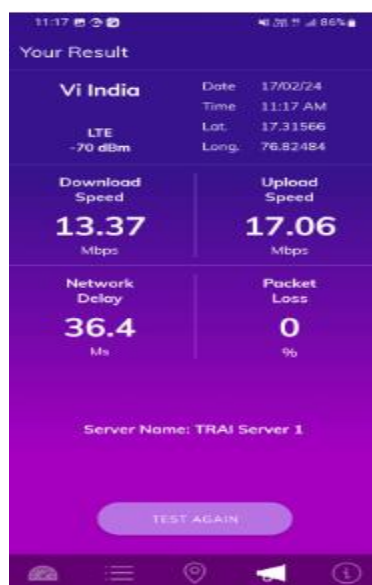 11:17 86%
Your Result
Vi India
Date 17/02/24
Time 11:17 AM
LTE
-70 dBm
Lat. 17.31566
Long. 76.82484
Download Speed
13.37
Mbps
Upload Speed
17.06
Mbps
Network Delay
36.4
Ms
Packet Loss
0
%
Server Name: TRAI Server 1
TEST AGAIN